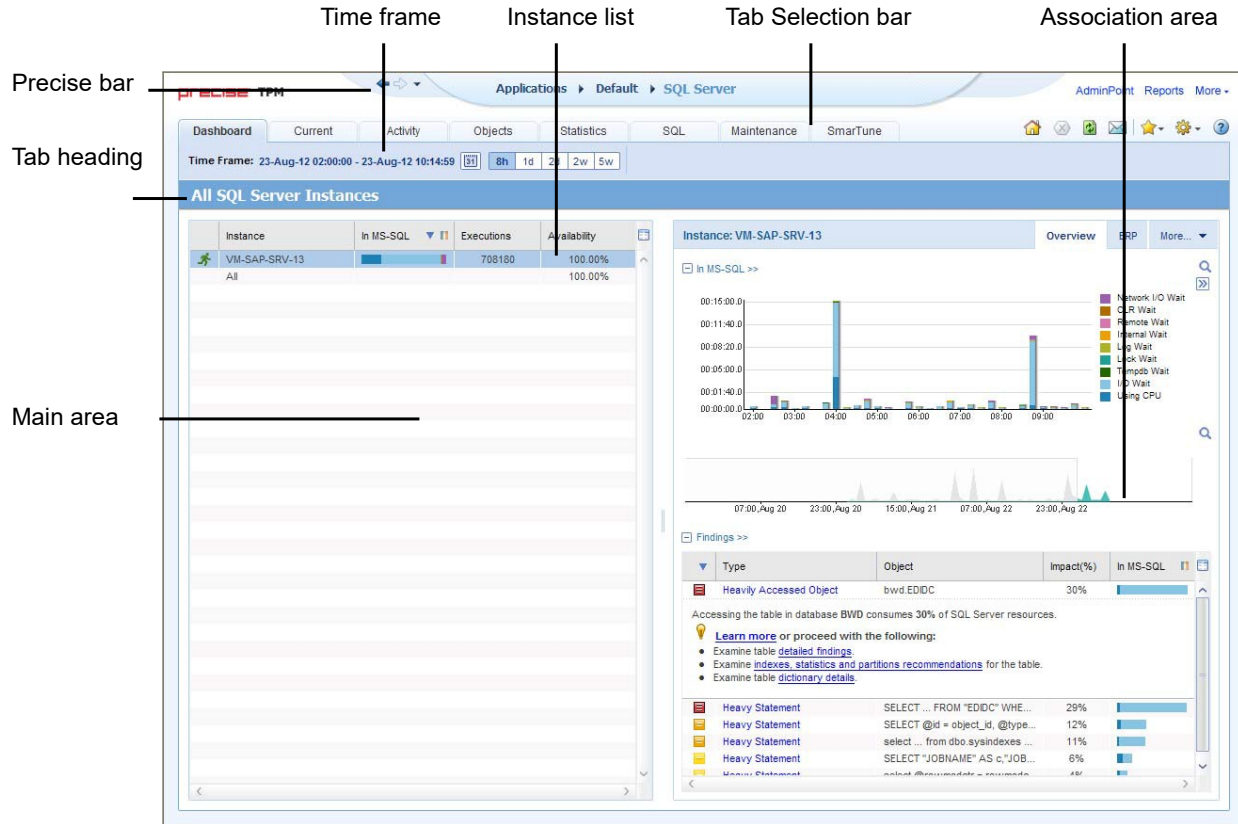 Time frame Instance list Tab Selection bar Association area
Precise bar
precise TPM Applications Default SQL Server AdminPoint Reports More
Dashboard Current Activity Objects Statistics SQL Maintenance SmarTune
Tab heading
Time Frame: 23-Aug-12 02:00:00 - 23-Aug-12 10:14:59 31 8h 1d 2d 2w 5w
All SQL Server Instances
Instance In MS-SQL Executions Availability
VM-SAP-SRV-13 708180 100.00%
All 100.00%
Main area
Instance: VM-SAP-SRV-13 Overview ERP More...
In MS-SQL >>
00:15:00.0
00:11:40.0
00:08:20.0
00:05:00.0
00:01:40.0
00:00:00.0
02:00 03:00 04:00 05:00 06:00 07:00 08:00 09:00
Network I/O Wait
CLR Wait
Remote Wait
Internal Wait
Log Wait
Lock Wait
Tempdb Wait
I/O Wait
Using CPU
07:00,Aug 20 23:00,Aug 20 15:00,Aug 21 07:00,Aug 22 23:00,Aug 22
Findings >>
Type Object Impact(%) In MS-SQL
Heavily Accessed Object bwd.EDIDC 30%
Accessing the table in database BWD consumes 30% of SQL Server resources.
Learn more or proceed with the following:
Examine table detailed findings.
Examine indexes, statistics and partitions recommendations for the table.
Examine table dictionary details.
Heavy Statement SELECT ... FROM "EDIDC" WHE... 29%
Heavy Statement SELECT @id = object_id, @type... 12%
Heavy Statement select ... from dbo.sysindexes ... 11%
Heavy Statement SELECT "JOBNAME" AS c,"JOB... 6%
Heavy Statement 4%